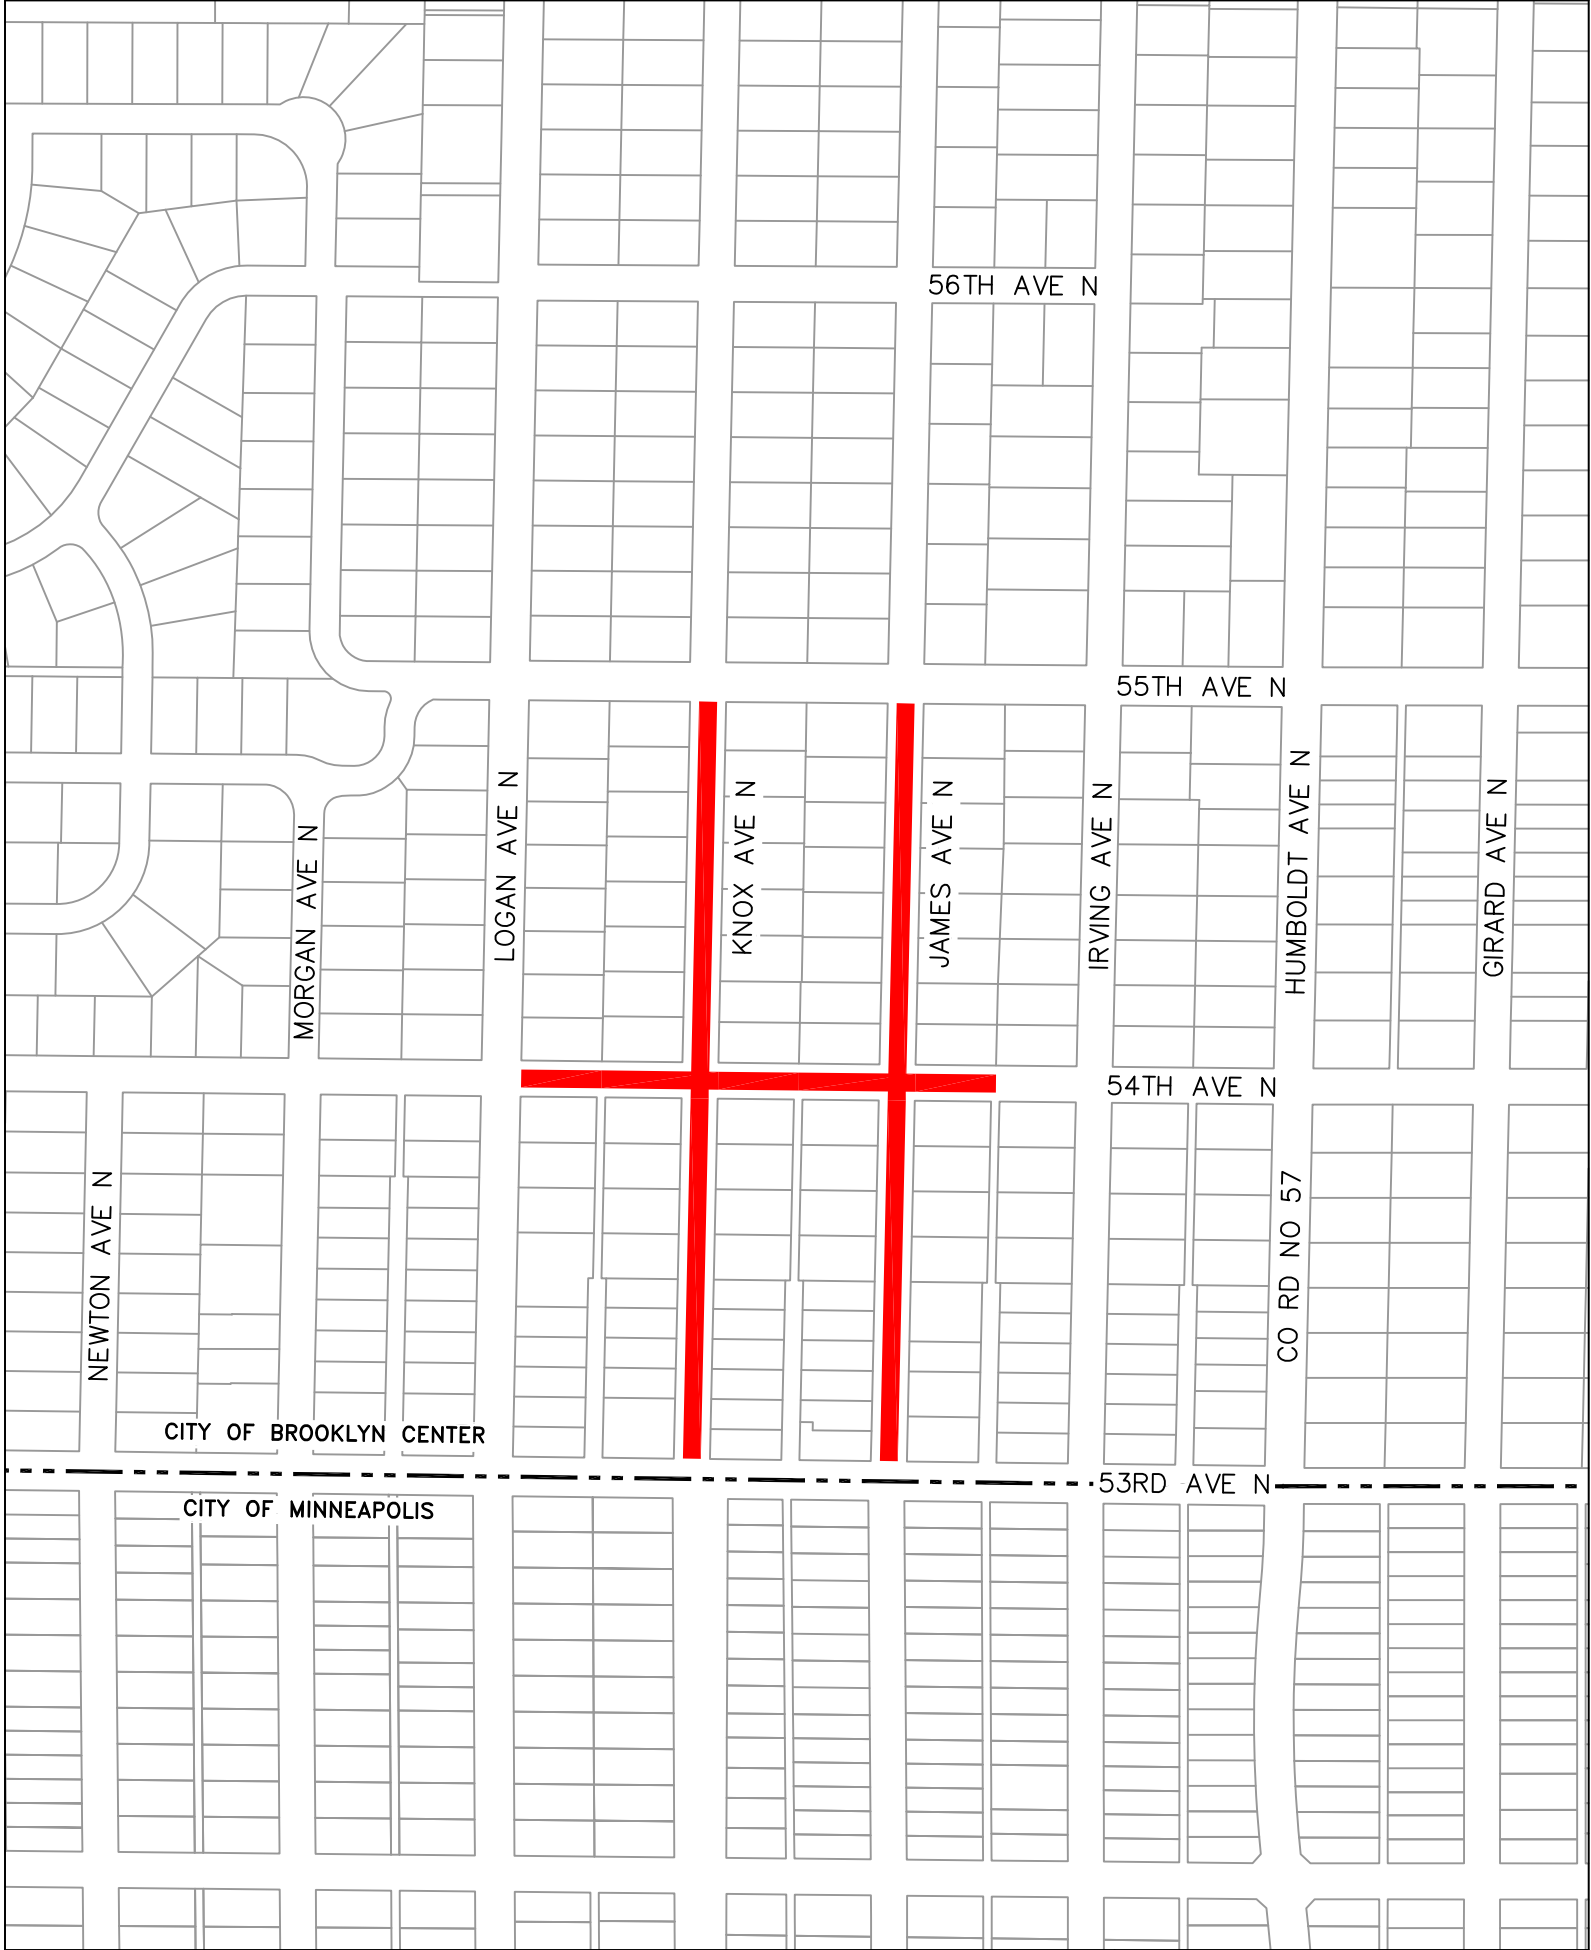 56TH AVE N
55TH AVE N
MORGAN AVE N
LOGAN AVE N
KNOX AVE N
JAMES AVE N
IRVING AVE N
HUMBOLDT AVE N
GIRARD AVE N
54TH AVE N
NEWTON AVE N
CO RD NO 57
CITY OF BROOKLYN CENTER
53RD AVE N
CITY OF MINNEAPOLIS